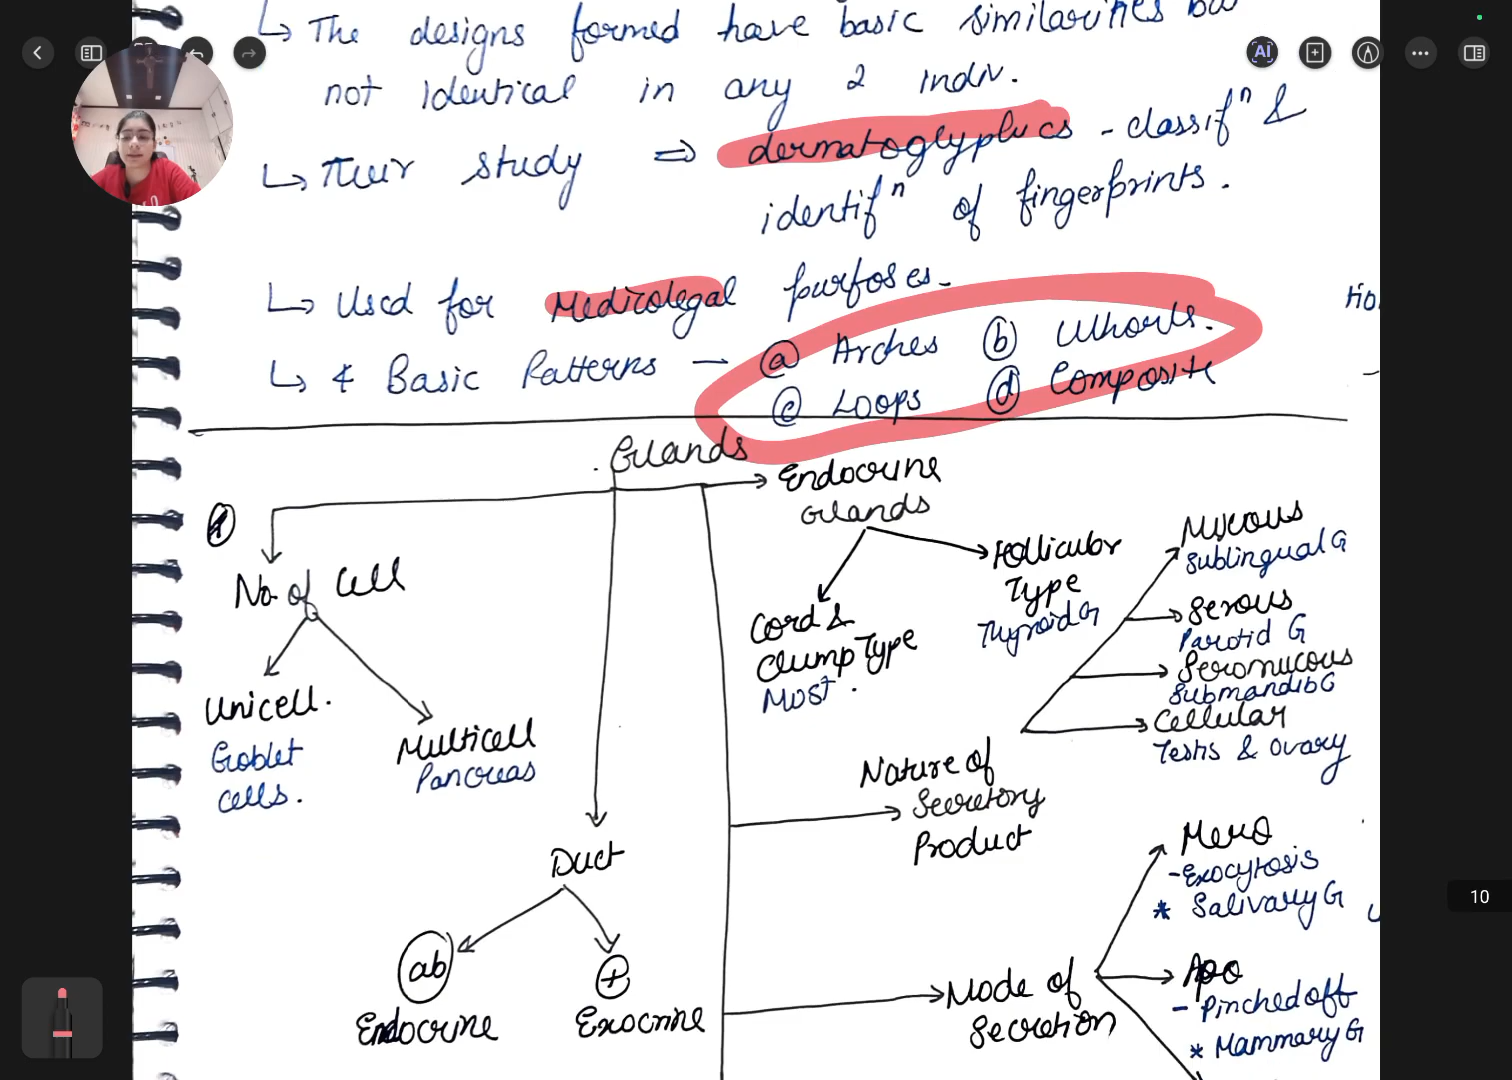 ↳ The designs formed have basic similarities bu
not identical in any 2 indiv.
↳ Their study ⇒ dermatoglyphics - classifⁿ &
identifⁿ of fingerprints.
↳ Used for Medicolegal purposes.
↳ 4 Basic Patterns — ⓐ Arches ⓑ Whorls.
ⓒ Loops ⓓ Composite
Glands
Endocrine
Glands
No. of Cell
Unicell.
Goblet
cells.
Multicell
Pancreas
Cord &
Clump Type
Most.
Follicular
Type
Thyroid G
Mucous
Sublingual G
Serous
Parotid G
Seromucous
Submandib G
Cellular
Testis & Ovary
Nature of
Secretory
Product
Duct
ab
Endocrine
+
Exocrine
Mode of
Secretion
Mero
-Exocytosis
* Salivary G
Apo
- Pinched off
* Mammary G
AI
10